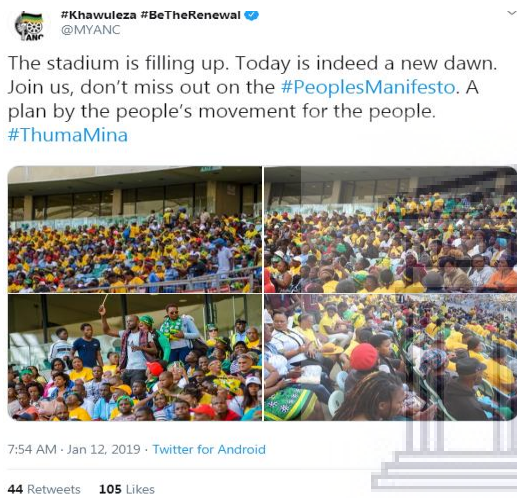 #Khawuleza #BeTheRenewal
@MYANC
ANC
The stadium is filling up. Today is indeed a new dawn.
Join us, don’t miss out on the #PeoplesManifesto. A
plan by the people’s movement for the people.
#ThumaMina
7:54 AM · Jan 12, 2019 · Twitter for Android
44 Retweets 105 Likes